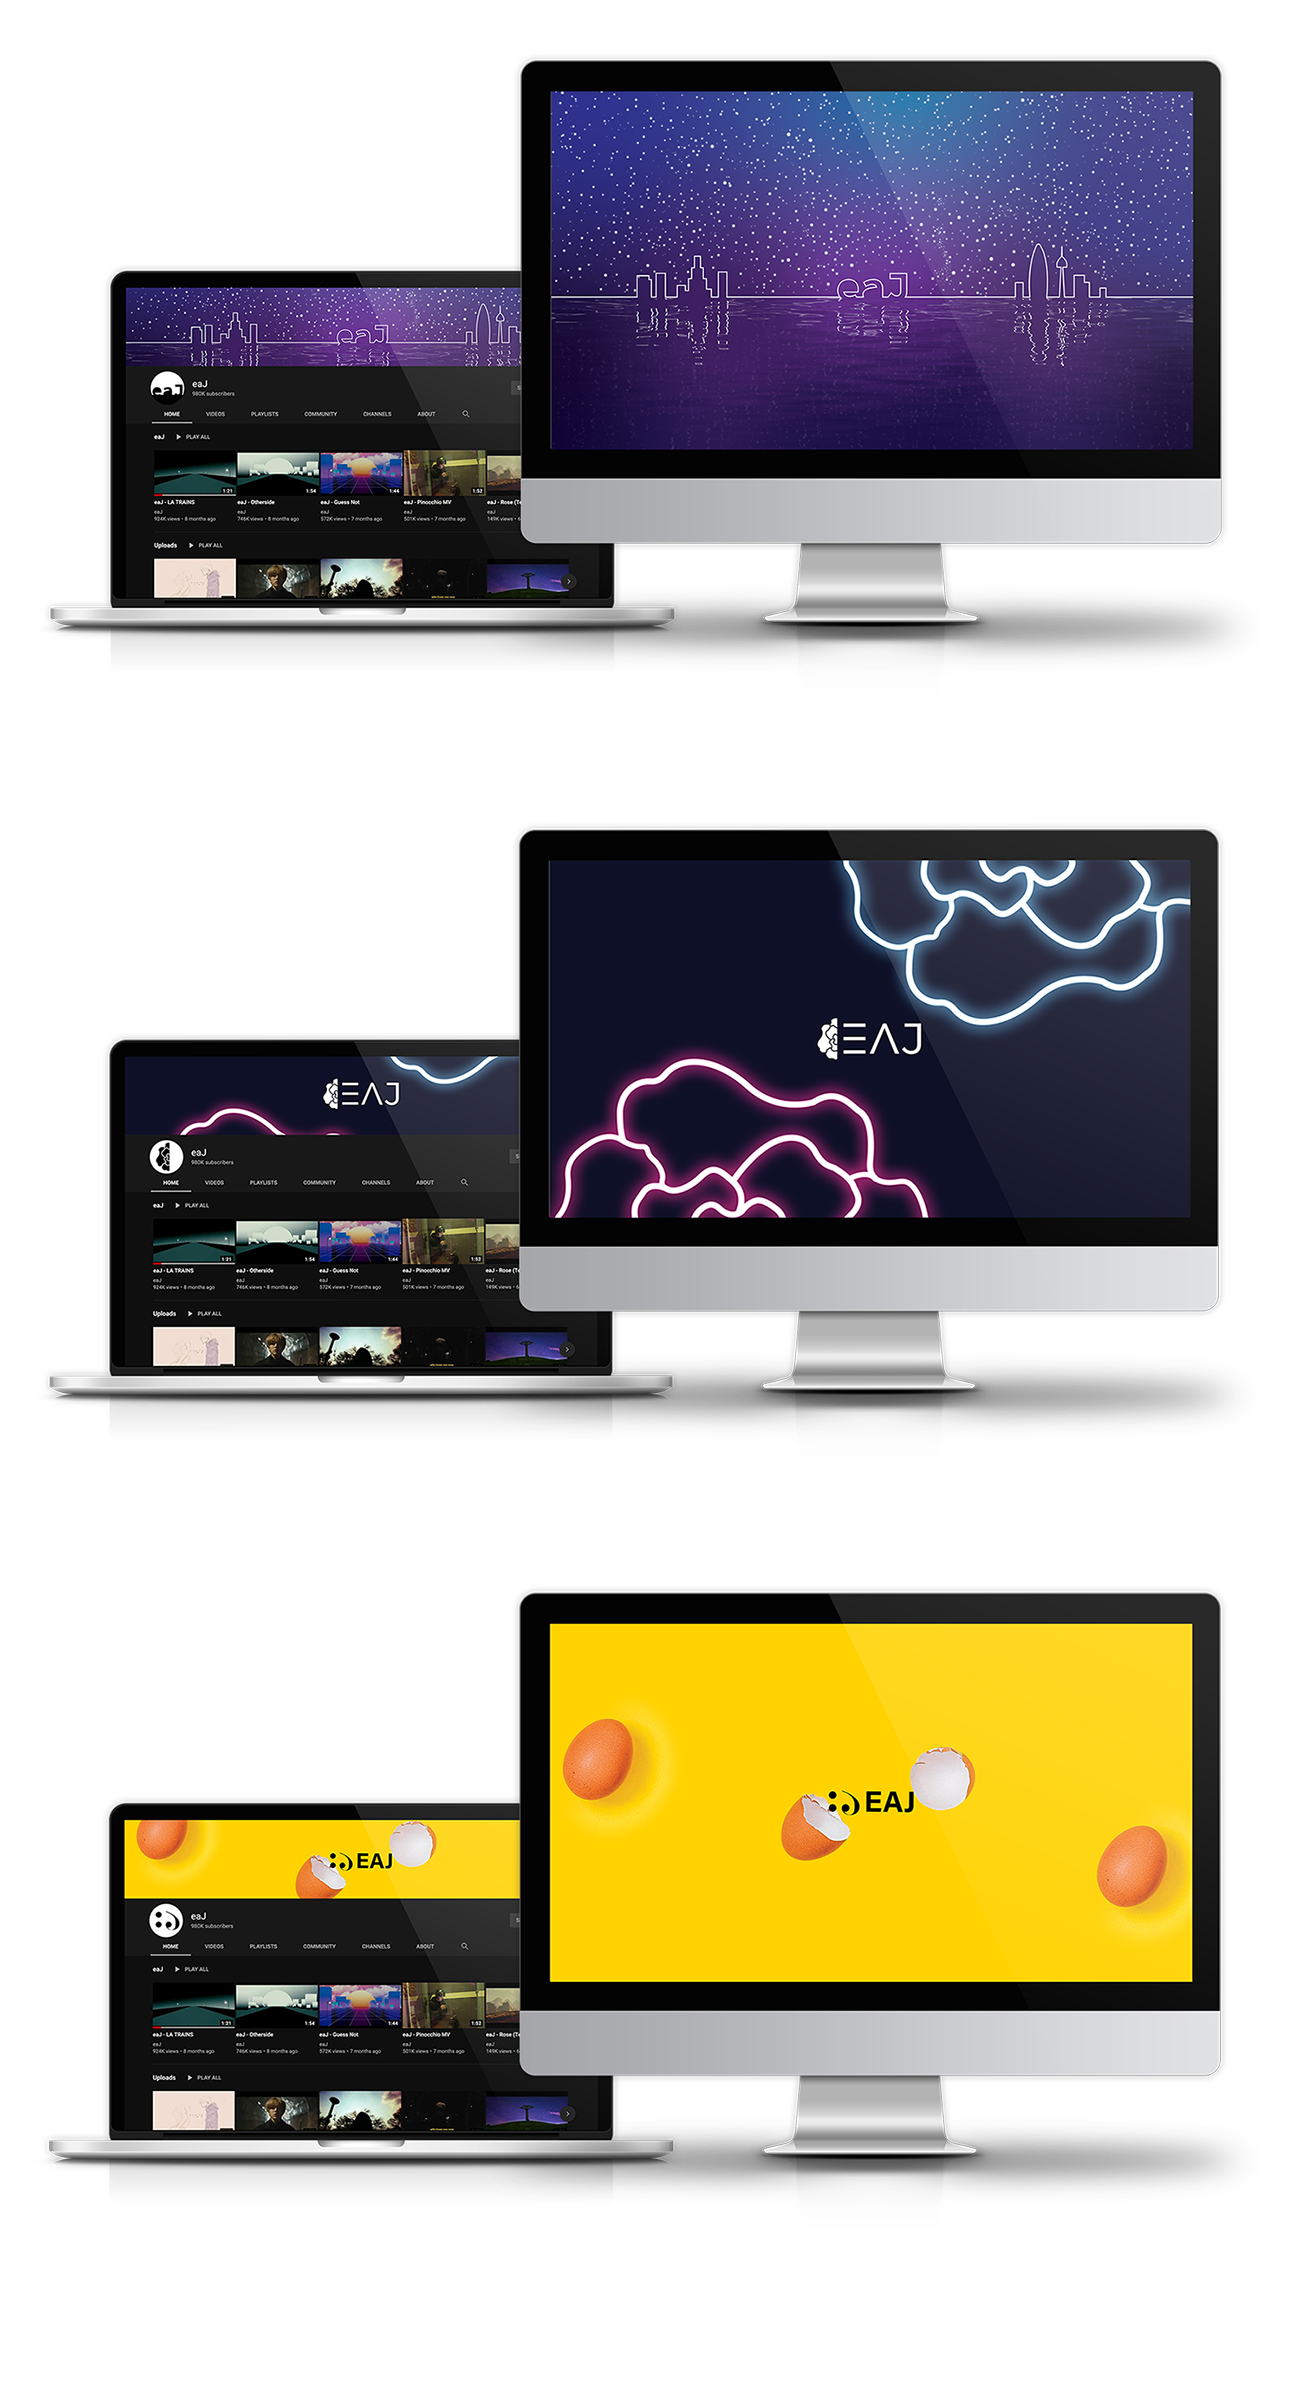 eaJ
eaJ
eaJ
eaJ
980K subscribers
HOME VIDEOS PLAYLISTS COMMUNITY CHANNELS ABOUT
eaJ PLAY ALL
1:21 1:54 1:44 1:52
eaJ - LA TRAINS eaJ - Otherside eaJ - Guess Not eaJ - Pinocchio MV eaJ - Rose (Te
eaJ eaJ eaJ eaJ eaJ
924K views • 8 months ago 746K views • 8 months ago 572K views • 7 months ago 501K views • 7 months ago 149K views • 6
Uploads PLAY ALL
EAJ
EAJ
eaJ
980K subscribers
HOME VIDEOS PLAYLISTS COMMUNITY CHANNELS ABOUT
eaJ PLAY ALL
1:21 1:54 1:44 1:52
eaJ - LA TRAINS eaJ - Otherside eaJ - Guess Not eaJ - Pinocchio MV eaJ - Rose (Te
eaJ eaJ eaJ eaJ eaJ
924K views • 8 months ago 746K views • 8 months ago 572K views • 7 months ago 501K views • 7 months ago 149K views • 6
Uploads PLAY ALL
EAJ
EAJ
eaJ
980K subscribers
HOME VIDEOS PLAYLISTS COMMUNITY CHANNELS ABOUT
eaJ PLAY ALL
1:21 1:54 1:44 1:52
eaJ - LA TRAINS eaJ - Otherside eaJ - Guess Not eaJ - Pinocchio MV eaJ - Rose (Te
eaJ eaJ eaJ eaJ eaJ
924K views • 8 months ago 746K views • 8 months ago 572K views • 7 months ago 501K views • 7 months ago 149K views • 6
Uploads PLAY ALL